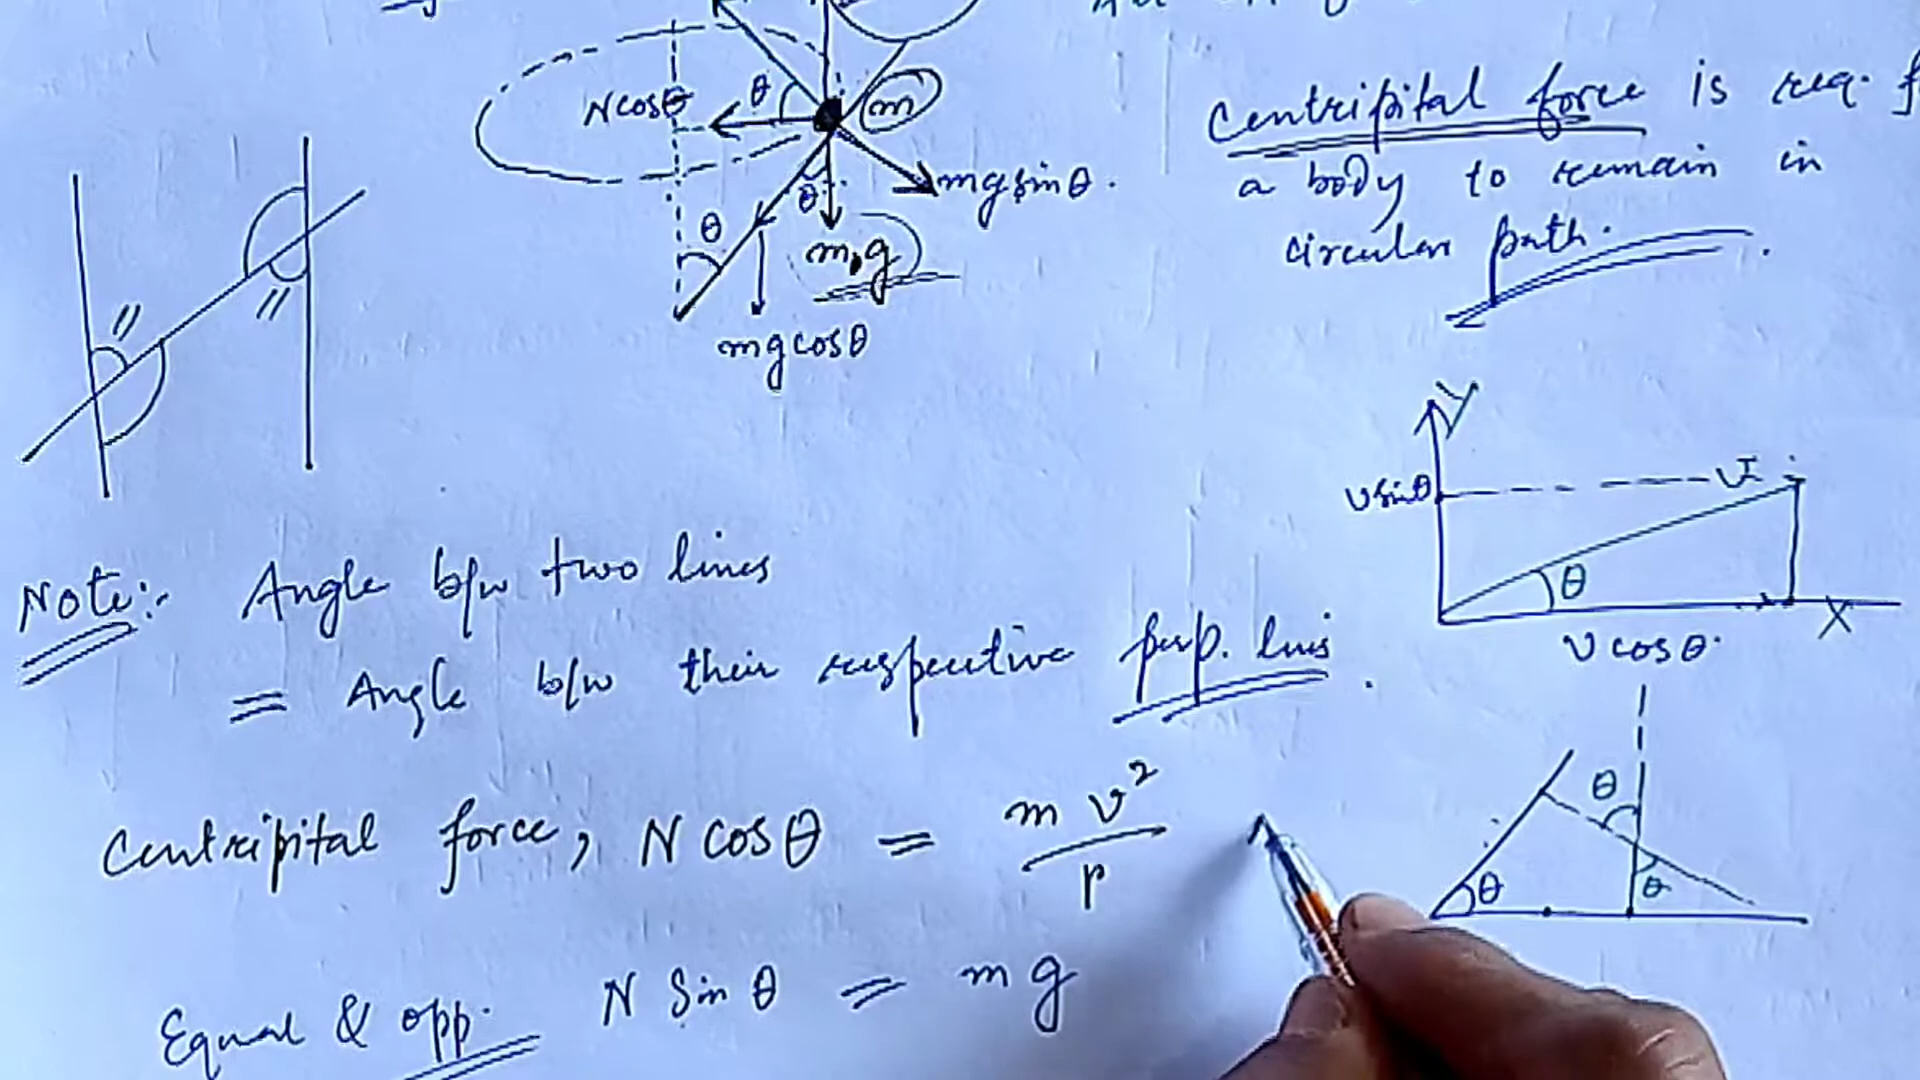 Ncosθ
θ
m
Centripital force is req.
a body to remain in
circular path.
mgsinθ.
θ
θ
mg
mgcosθ
Y
vsinθ
v
θ
X
vcosθ.
Note:- Angle b/w two lines
= Angle b/w their respective perp. lines.
θ
θ
θ
Centripital force, N cosθ = mv²/r
Equal & opp. N Sinθ = mg